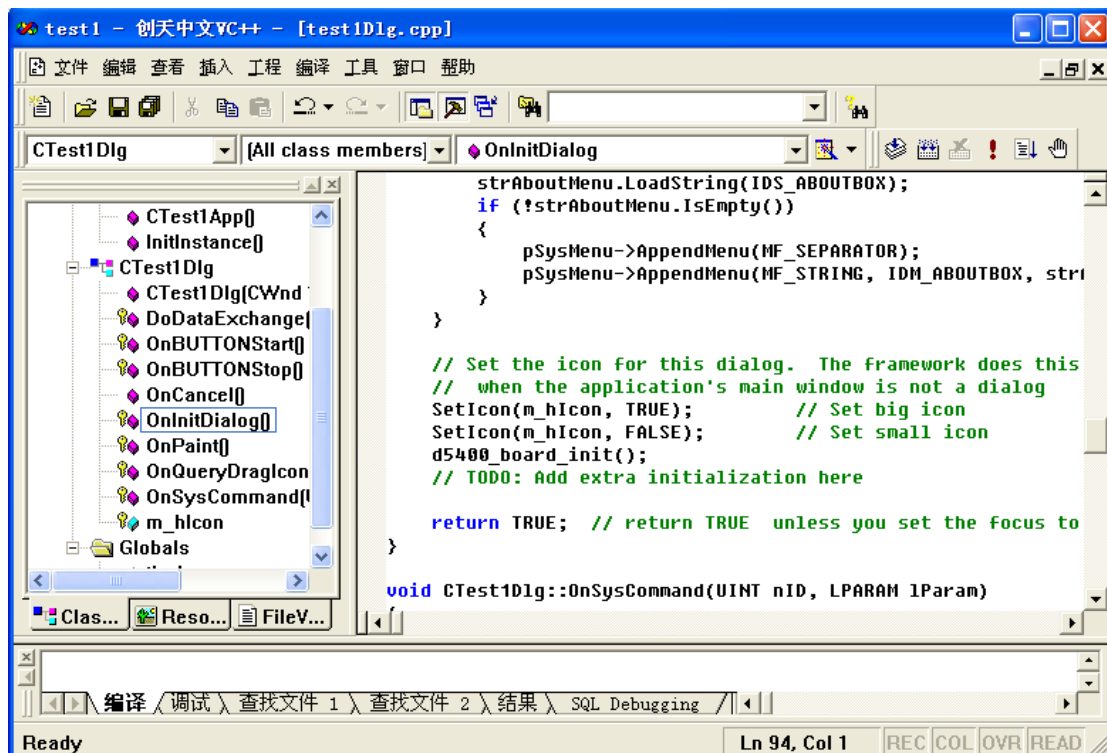 test1 - 创天中文VC++ - [test1Dlg.cpp]
文件 编辑 查看 插入 工程 编译 工具 窗口 帮助
CTest1Dlg [All class members] OnInitDialog
CTest1App()
InitInstance()
CTest1Dlg
CTest1Dlg(CWnd
DoDataExchange(
OnBUTTONStart()
OnBUTTONStop()
OnCancel()
OnInitDialog()
OnPaint()
OnQueryDragIcon
OnSysCommand(
m_hIcon
Globals
Clas... Reso... FileV...
strAboutMenu.LoadString(IDS_ABOUTBOX);
if (!strAboutMenu.IsEmpty())
{
pSysMenu->AppendMenu(MF_SEPARATOR);
pSysMenu->AppendMenu(MF_STRING, IDM_ABOUTBOX, str
}
}
// Set the icon for this dialog.  The framework does this
//  when the application's main window is not a dialog
SetIcon(m_hIcon, TRUE);         // Set big icon
SetIcon(m_hIcon, FALSE);        // Set small icon
d5400_board_init();
// TODO: Add extra initialization here
return TRUE;  // return TRUE  unless you set the focus to
}
void CTest1Dlg::OnSysCommand(UINT nID, LPARAM lParam)
编译 调试 查找文件 1 查找文件 2 结果 SQL Debugging
Ready Ln 94, Col 1 REC COL OVR READ